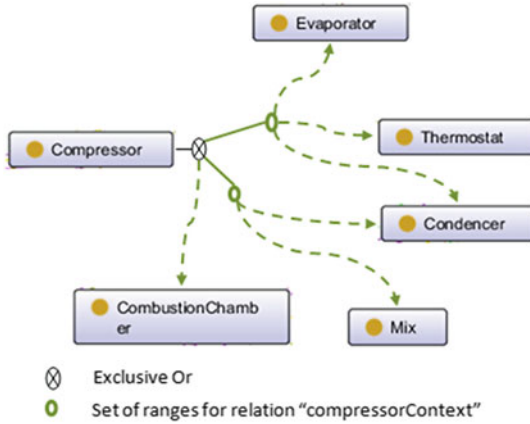 Evaporator
Compressor
Thermostat
Condencer
CombustionChamb
er
Mix
Exclusive Or
Set of ranges for relation “compressorContext”